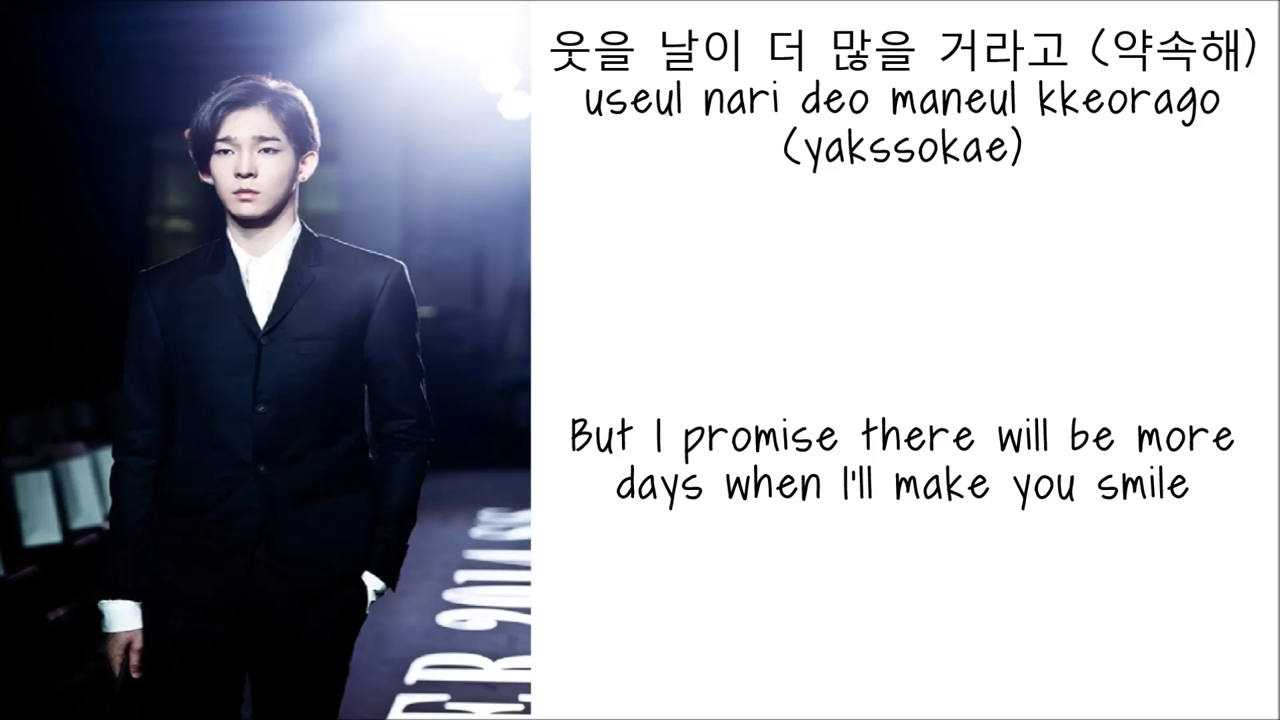 웃을 날이 더 많을 거라고 (약속해)
useul nari deo maneul kkeorago
(yakssokae)
But I promise there will be more
days when I'll make you smile